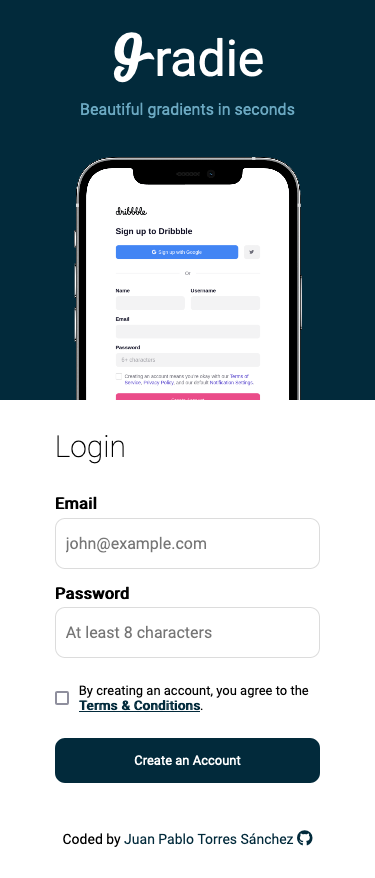 gradie
Beautiful gradients in seconds
dribbble
Sign up to Dribbble
G Sign up with Google
Or
Name
Username
Email
Password
6+ characters
Creating an account means you're okay with our Terms of
Service, Privacy Policy, and our default Notification Settings.
Create Account
Login
Email
john@example.com
Password
At least 8 characters
By creating an account, you agree to the
Terms & Conditions.
Create an Account
Coded by Juan Pablo Torres Sánchez